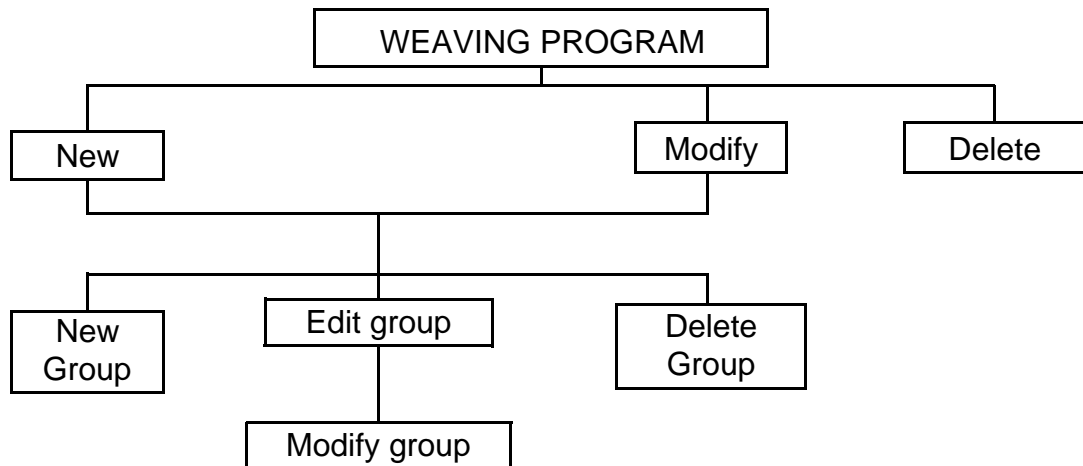 WEAVING PROGRAM
New
Modify
Delete
New
Group
Edit group
Delete
Group
Modify group